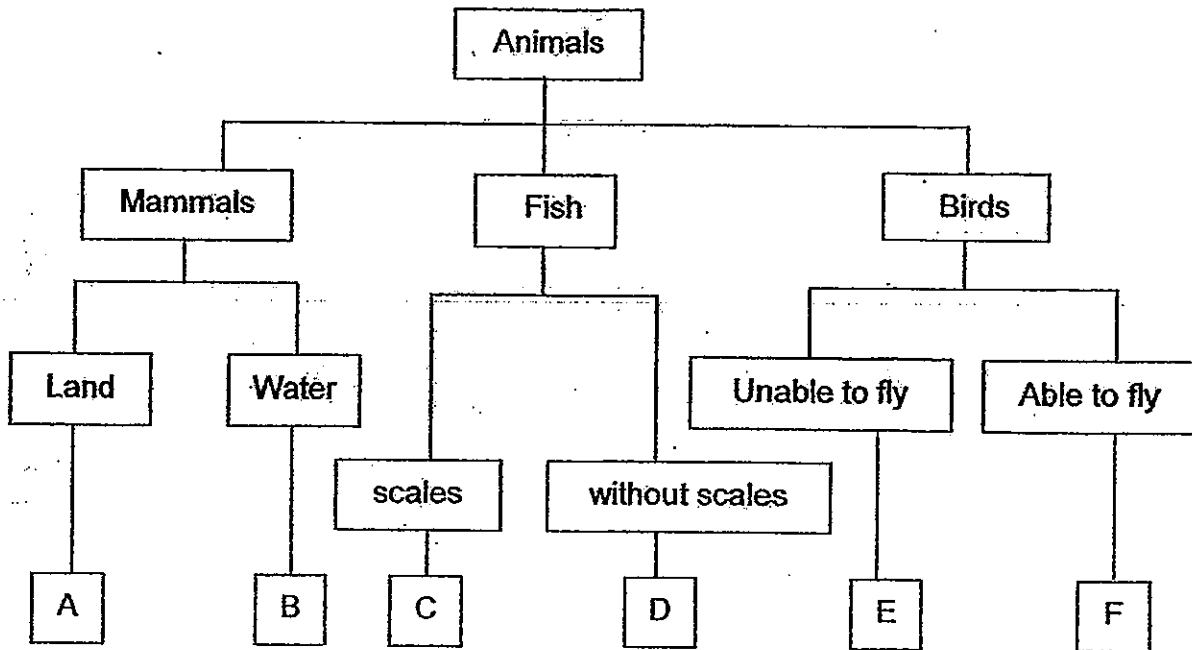 Animals
Mammals
Fish
Birds
Land
Water
Unable to fly
Able to fly
scales
without scales
A
B
C
D
E
F